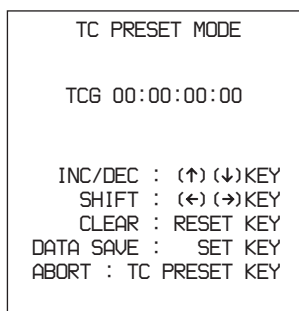 TC PRESET MODE
TCG 00:00:00:00
INC/DEC : (↑) (↓) KEY
SHIFT : (←) (→) KEY
CLEAR : RESET KEY
DATA SAVE : SET KEY
ABORT : TC PRESET KEY